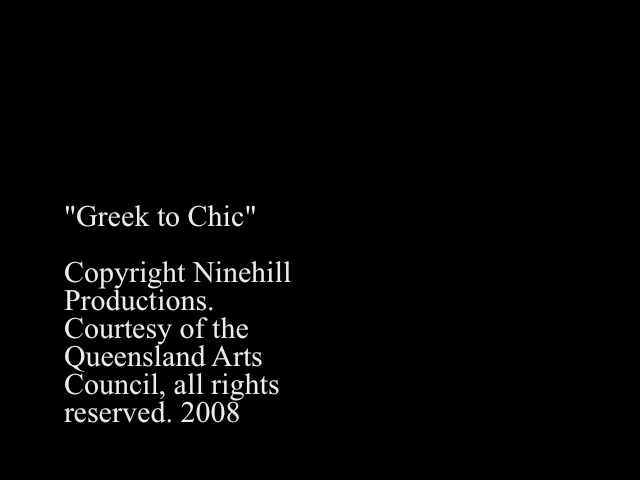 "Greek to Chic"
Copyright Ninehill
Productions.
Courtesy of the
Queensland Arts
Council, all rights
reserved. 2008